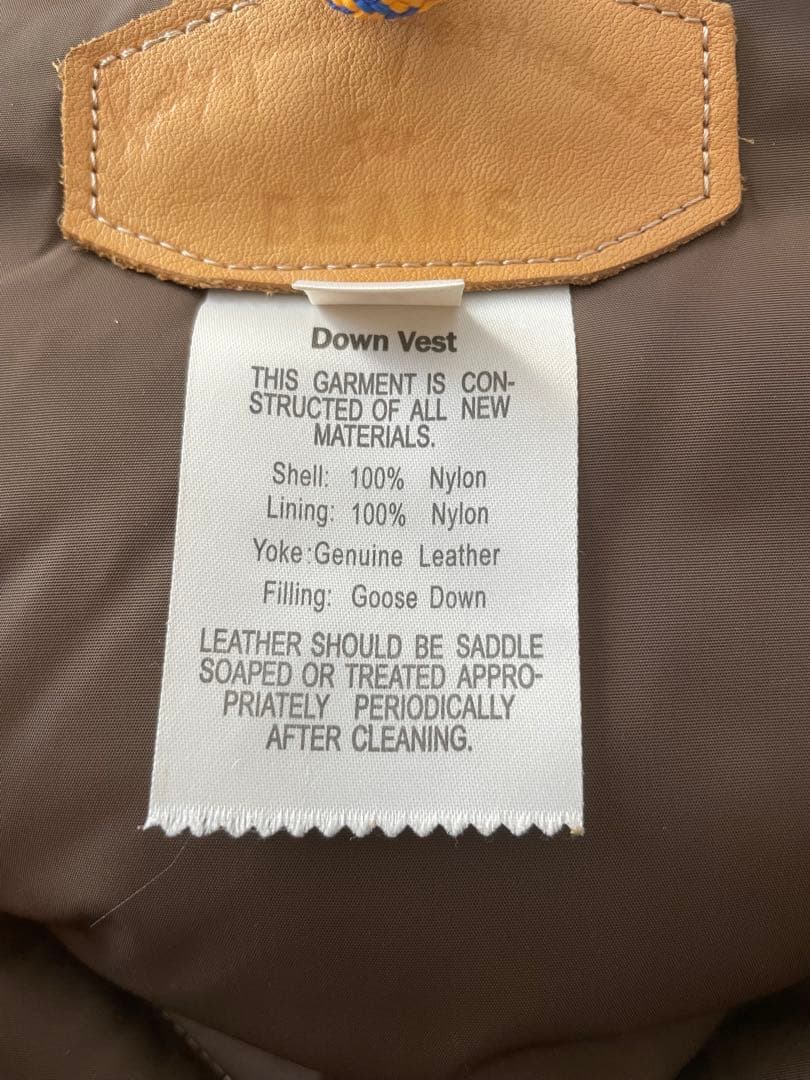 BEAMS
Down Vest
THIS GARMENT IS CON-
STRUCTED OF ALL NEW
MATERIALS.
Shell: 100% Nylon
Lining: 100% Nylon
Yoke:Genuine Leather
Filling: Goose Down
LEATHER SHOULD BE SADDLE
SOAPED OR TREATED APPRO-
PRIATELY PERIODICALLY
AFTER CLEANING.